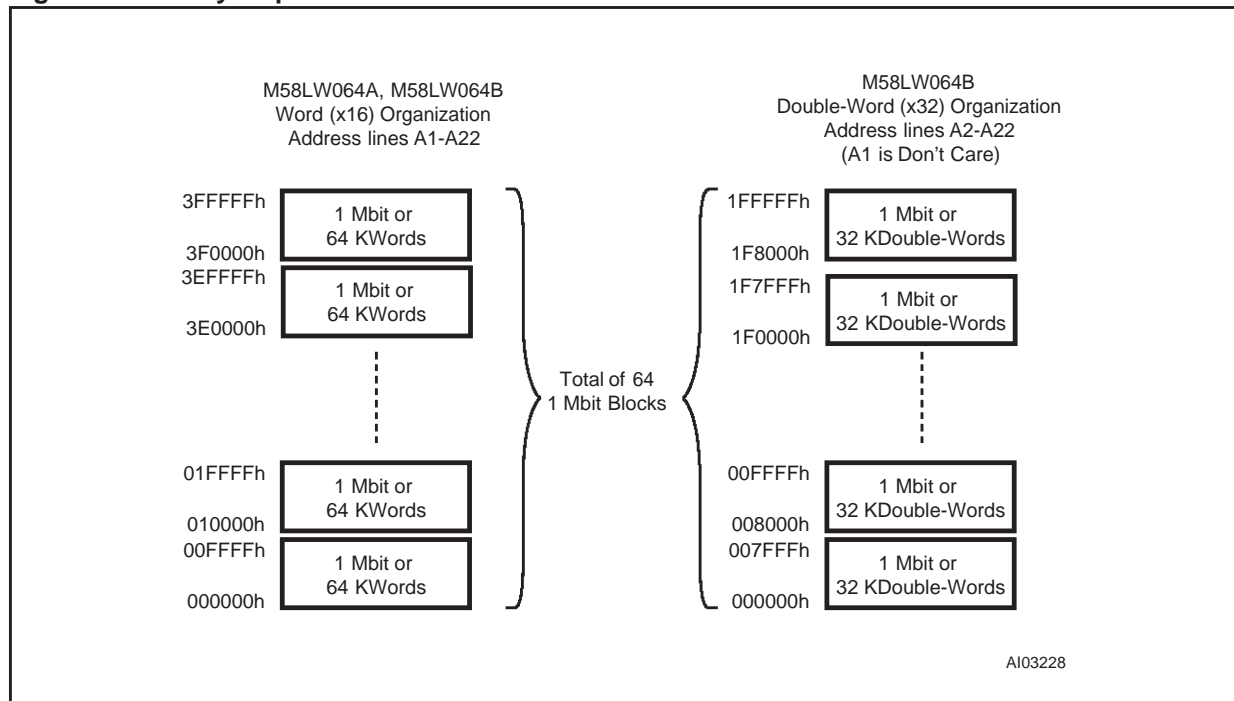 M58LW064A, M58LW064B
Word (x16) Organization
Address lines A1-A22
3FFFFFh
1 Mbit or
64 KWords
3F0000h
3EFFFFh
1 Mbit or
64 KWords
3E0000h
01FFFFh
1 Mbit or
64 KWords
010000h
00FFFFh
1 Mbit or
64 KWords
000000h
Total of 64
1 Mbit Blocks
M58LW064B
Double-Word (x32) Organization
Address lines A2-A22
(A1 is Don't Care)
1FFFFFh
1 Mbit or
32 KDouble-Words
1F8000h
1F7FFFh
1 Mbit or
32 KDouble-Words
1F0000h
00FFFFh
1 Mbit or
32 KDouble-Words
008000h
007FFFh
1 Mbit or
32 KDouble-Words
000000h
AI03228